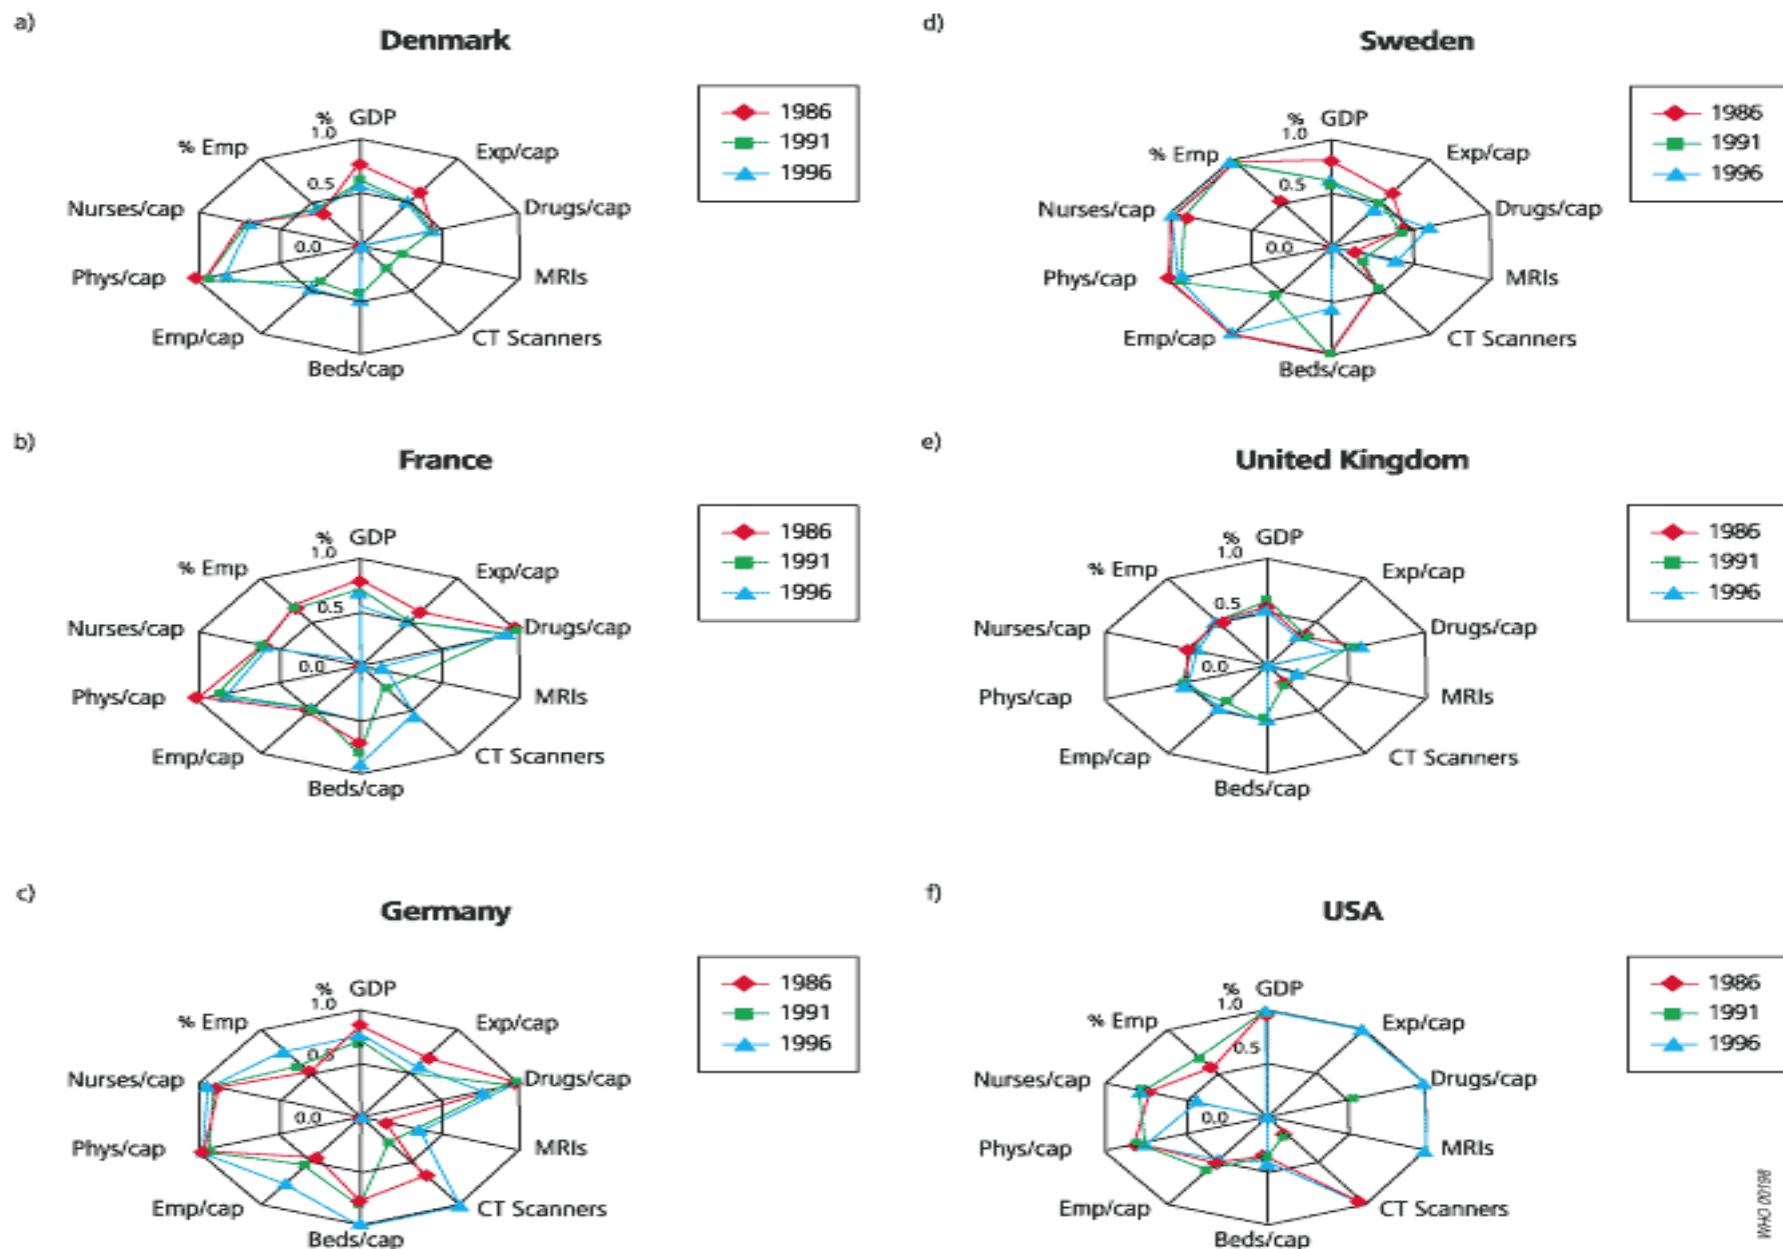 a)
Denmark
1986
1991
1996
% GDP
1.0
0.5
0.0
Exp/cap
Drugs/cap
MRIs
CT Scanners
Beds/cap
Emp/cap
Phys/cap
Nurses/cap
% Emp
b)
France
1986
1991
1996
% GDP
1.0
0.5
0.0
Exp/cap
Drugs/cap
MRIs
CT Scanners
Beds/cap
Emp/cap
Phys/cap
Nurses/cap
% Emp
c)
Germany
1986
1991
1996
% GDP
1.0
0.5
0.0
Exp/cap
Drugs/cap
MRIs
CT Scanners
Beds/cap
Emp/cap
Phys/cap
Nurses/cap
% Emp
d)
Sweden
1986
1991
1996
% GDP
1.0
0.5
0.0
Exp/cap
Drugs/cap
MRIs
CT Scanners
Beds/cap
Emp/cap
Phys/cap
Nurses/cap
% Emp
e)
United Kingdom
1986
1991
1996
% GDP
1.0
0.5
0.0
Exp/cap
Drugs/cap
MRIs
CT Scanners
Beds/cap
Emp/cap
Phys/cap
Nurses/cap
% Emp
f)
USA
1986
1991
1996
% GDP
1.0
0.5
0.0
Exp/cap
Drugs/cap
MRIs
CT Scanners
Beds/cap
Emp/cap
Phys/cap
Nurses/cap
% Emp
WHO 00198